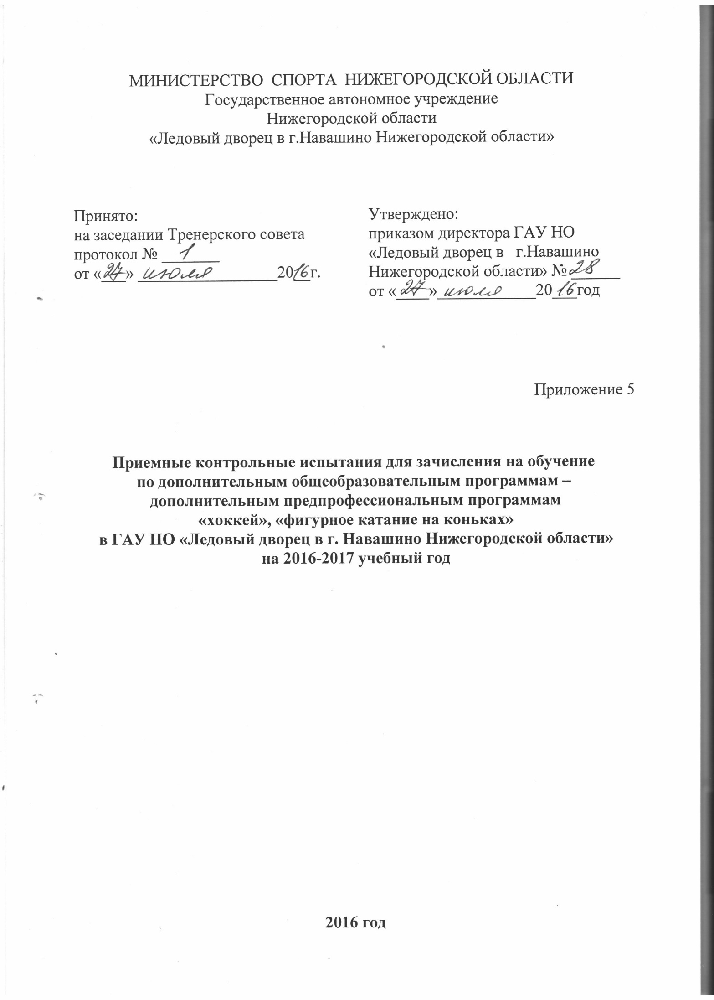 МИНИСТЕРСТВО СПОРТА НИЖЕГОРОДСКОЙ ОБЛАСТИ
Государственное автономное учреждение
Нижегородской области
«Ледовый дворец в г.Навашино Нижегородской области»
Принято:
на заседании Тренерского совета
протокол № 1
от «27» июля 2016г.
Утверждено:
приказом директора ГАУ НО
«Ледовый дворец в г.Навашино
Нижегородской области» № 28
от «27» июля 2016год
Приложение 5
Приемные контрольные испытания для зачисления на обучение
по дополнительным общеобразовательным программам –
дополнительным предпрофессиональным программам
«хоккей», «фигурное катание на коньках»
в ГАУ НО «Ледовый дворец в г. Навашино Нижегородской области»
на 2016-2017 учебный год
2016 год